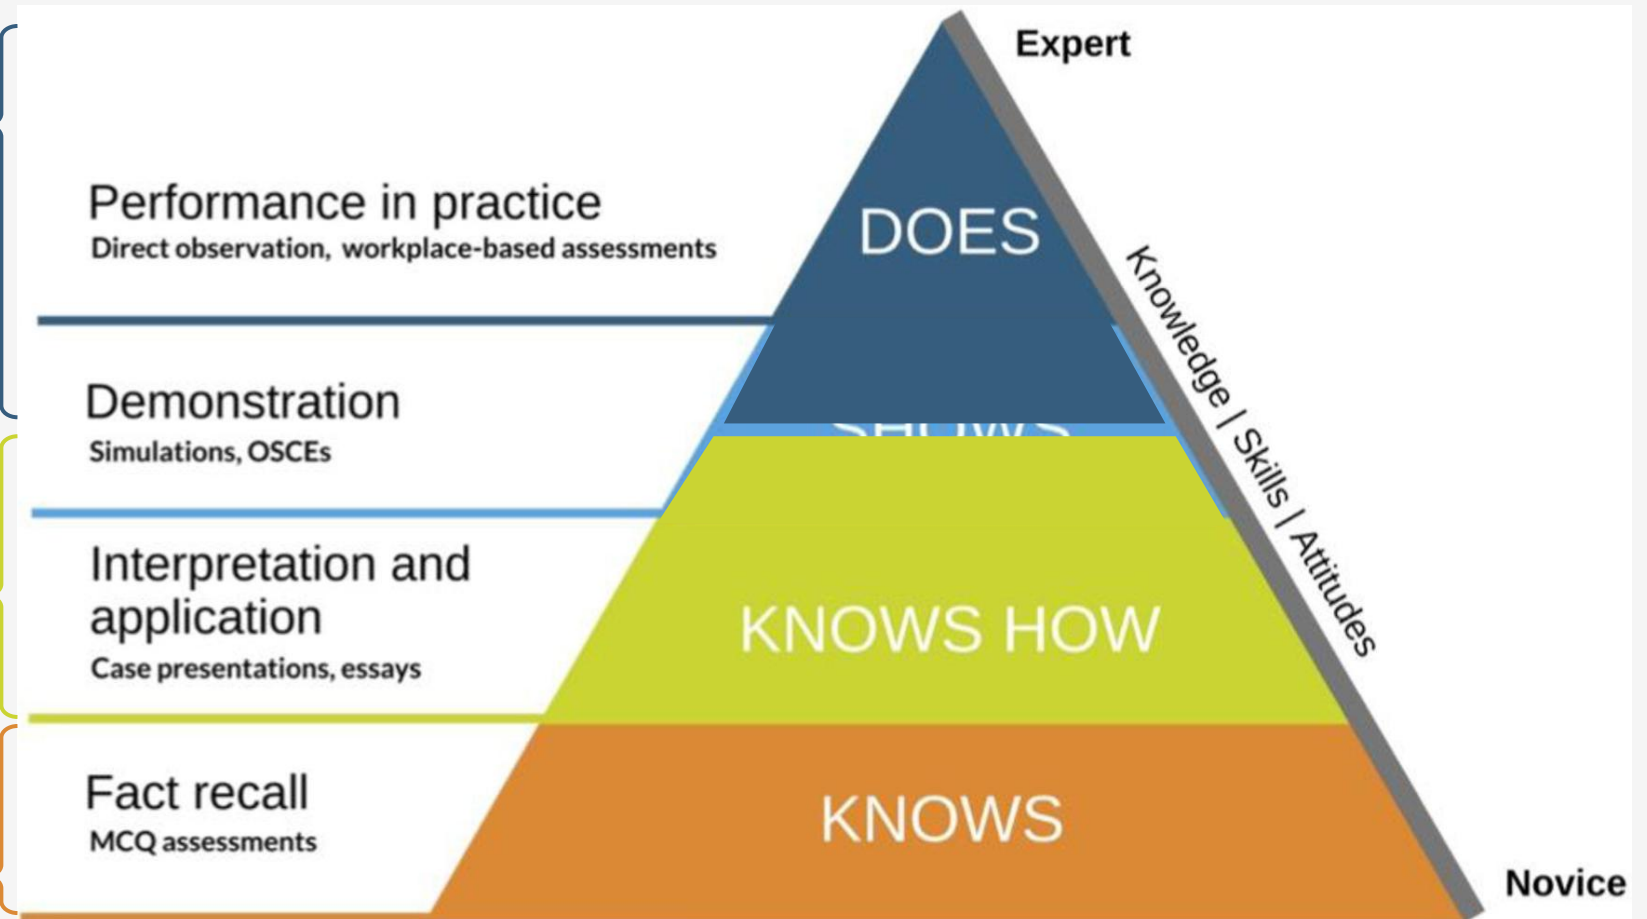 Expert
Performance in practice
Direct observation, workplace-based assessments
DOES
Demonstration
Simulations, OSCEs
SHOWS
Knowledge | Skills | Attitudes
Interpretation and
application
Case presentations, essays
KNOWS HOW
Fact recall
MCQ assessments
KNOWS
Novice